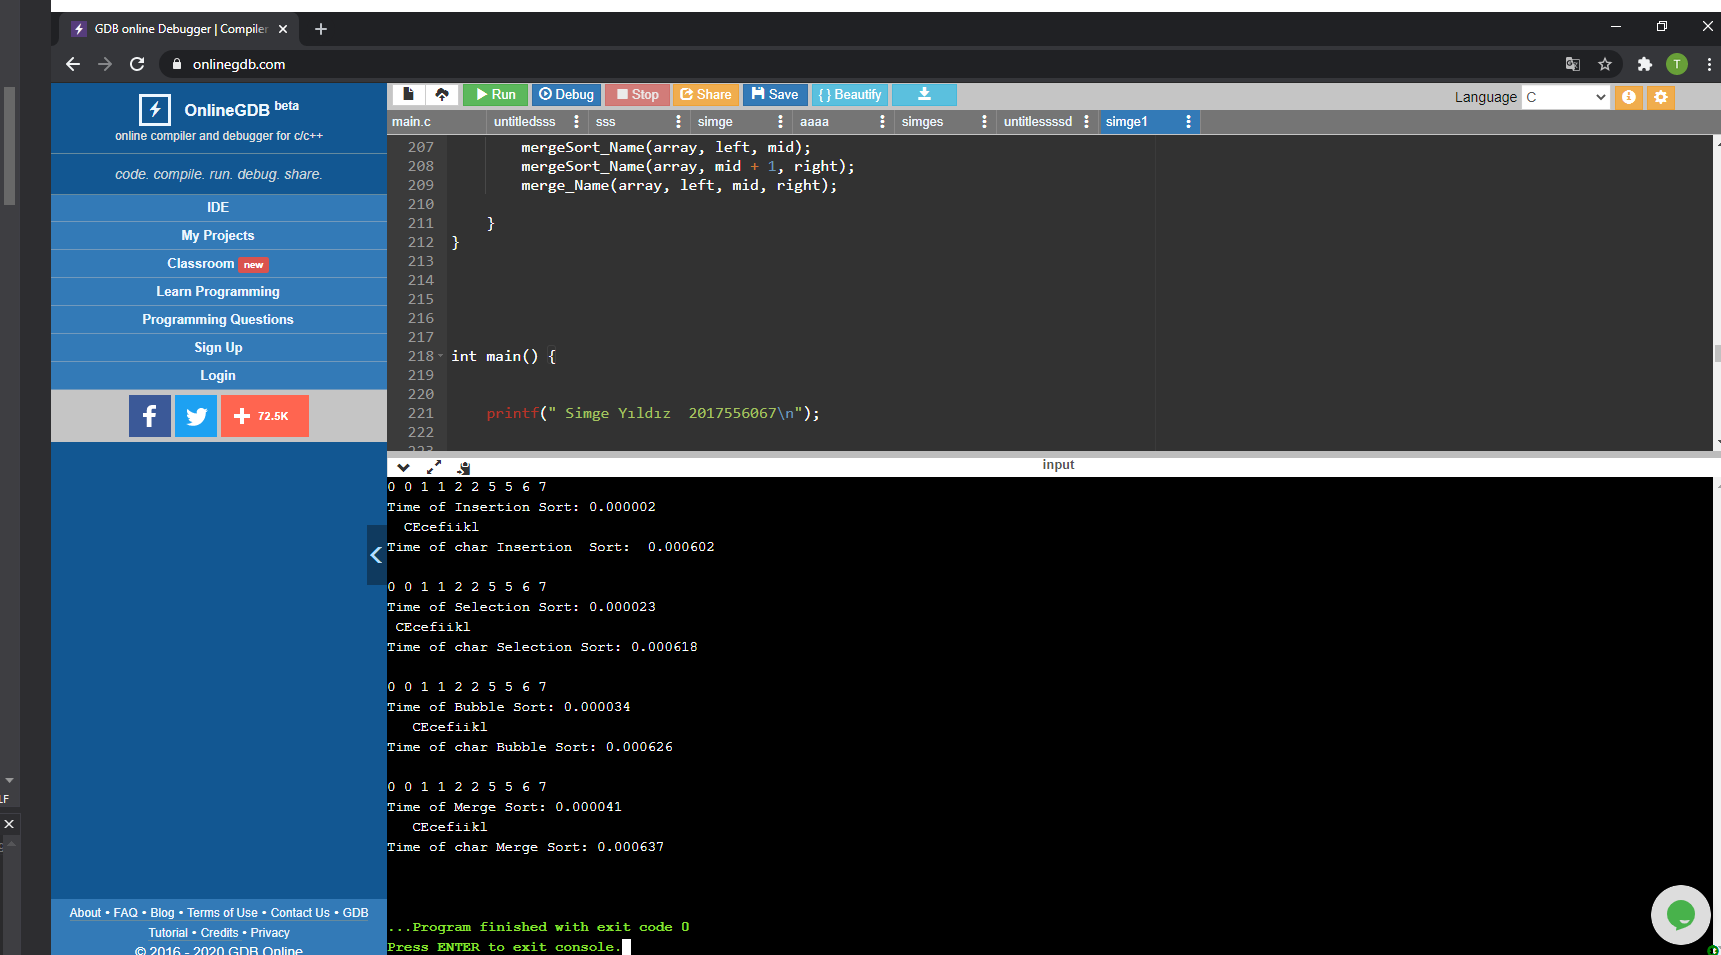 GDB online Debugger | Compiler
onlinegdb.com
T
OnlineGDB beta
online compiler and debugger for c/c++
code. compile. run. debug. share.
IDE
My Projects
Classroom new
Learn Programming
Programming Questions
Sign Up
Login
72.5K
About • FAQ • Blog • Terms of Use • Contact Us • GDB
Tutorial • Credits • Privacy
© 2016 - 2020 GDB Online
Run Debug Stop Share Save { } Beautify
Language C
main.c untitledsss sss simge aaaa simges untitlessssd simge1
207 mergeSort_Name(array, left, mid);
208 mergeSort_Name(array, mid + 1, right);
209 merge_Name(array, left, mid, right);
210
211 }
212 }
213
214
215
216
217
218 int main() {
219
220
221 printf(" Simge Yıldız  2017556067\n");
222
223
input
0 0 1 1 2 2 5 5 6 7
Time of Insertion Sort: 0.000002
CEcefiikl
Time of char Insertion  Sort:  0.000602
0 0 1 1 2 2 5 5 6 7
Time of Selection Sort: 0.000023
CEcefiikl
Time of char Selection Sort: 0.000618
0 0 1 1 2 2 5 5 6 7
Time of Bubble Sort: 0.000034
CEcefiikl
Time of char Bubble Sort: 0.000626
0 0 1 1 2 2 5 5 6 7
Time of Merge Sort: 0.000041
CEcefiikl
Time of char Merge Sort: 0.000637
...Program finished with exit code 0
Press ENTER to exit console.